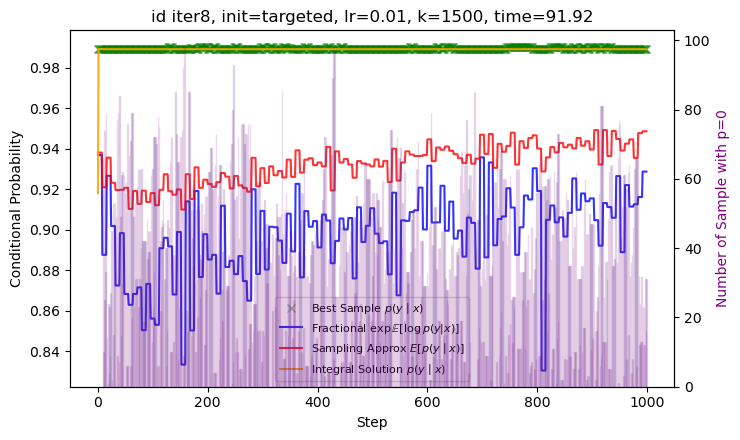 id iter8, init=targeted, lr=0.01, k=1500, time=91.92
Conditional Probability
0.98
0.96
0.94
0.92
0.90
0.88
0.86
0.84
100
80
60
40
20
0
Number of Sample with p=0
Best Sample p(y | x)
Fractional exp𝔼[log p(y|x)]
Sampling Approx 𝔼[p(y | x)]
Integral Solution p(y | x)
0
200
400
600
800
1000
Step